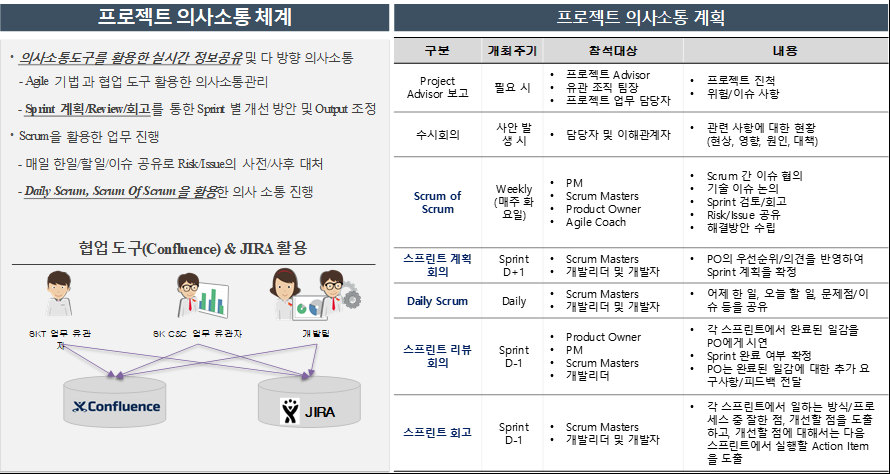 프로젝트 의사소통 체계
• 의사소통도구를 활용한 실시간 정보공유 및 다 방향 의사소통
- Agile 기법과 협업 도구 활용한 의사소통관리
- Sprint 계획/Review/회고를 통한 Sprint 별 개선 방안 및 Output 조정
• Scrum을 활용한 업무 진행
- 매일 한일/할일/이슈 공유로 Risk/Issue의 사전/사후 대처
- Daily Scrum, Scrum Of Scrum을 활용한 의사 소통 진행
협업 도구(Confluence) & JIRA 활용
SKT 업무 유관
자
SK C&C 업무 유관자
개발팀
Confluence
JIRA
프로젝트 의사소통 계획
구분
개최주기
참석대상
내용
Project
Advisor 보고
필요 시
• 프로젝트 Advisor
• 유관 조직 팀장
• 프로젝트 업무 담당자
• 프로젝트 진척
• 위험/이슈 사항
수시회의
사안 발
생 시
• 담당자 및 이해관계자
• 관련 사항에 대한 현황
(현상, 영향, 원인, 대책)
Scrum of
Scrum
Weekly
(매주 화
요일)
• PM
• Scrum Masters
• Product Owner
• Agile Coach
• Scrum 간 이슈 협의
• 기술 이슈 논의
• Sprint 검토/회고
• Risk/Issue 공유
• 해결방안 수립
스프린트 계획
회의
Sprint
D+1
• Scrum Masters
• 개발리더 및 개발자
• PO의 우선순위/의견을 반영하여
Sprint 계획을 확정
Daily Scrum
Daily
• Scrum Masters
• 개발리더 및 개발자
• 어제 한 일, 오늘 할 일, 문제점/이
슈 등을 공유
스프린트 리뷰
회의
Sprint
D-1
• Product Owner
• PM
• Scrum Masters
• 개발리더
• 각 스프린트에서 완료된 일감을
PO에게 시연
• Sprint 완료 여부 확정
• PO는 완료된 일감에 대한 추가 요
구사항/피드백 전달
스프린트 회고
Sprint
D-1
• Scrum Masters
• 개발리더 및 개발자
• 각 스프린트에서 일하는 방식/프로
세스 중 잘한 점, 개선할 점을 도출
하고, 개선할 점에 대해서는 다음
스프린트에서 실행할 Action Item
을 도출